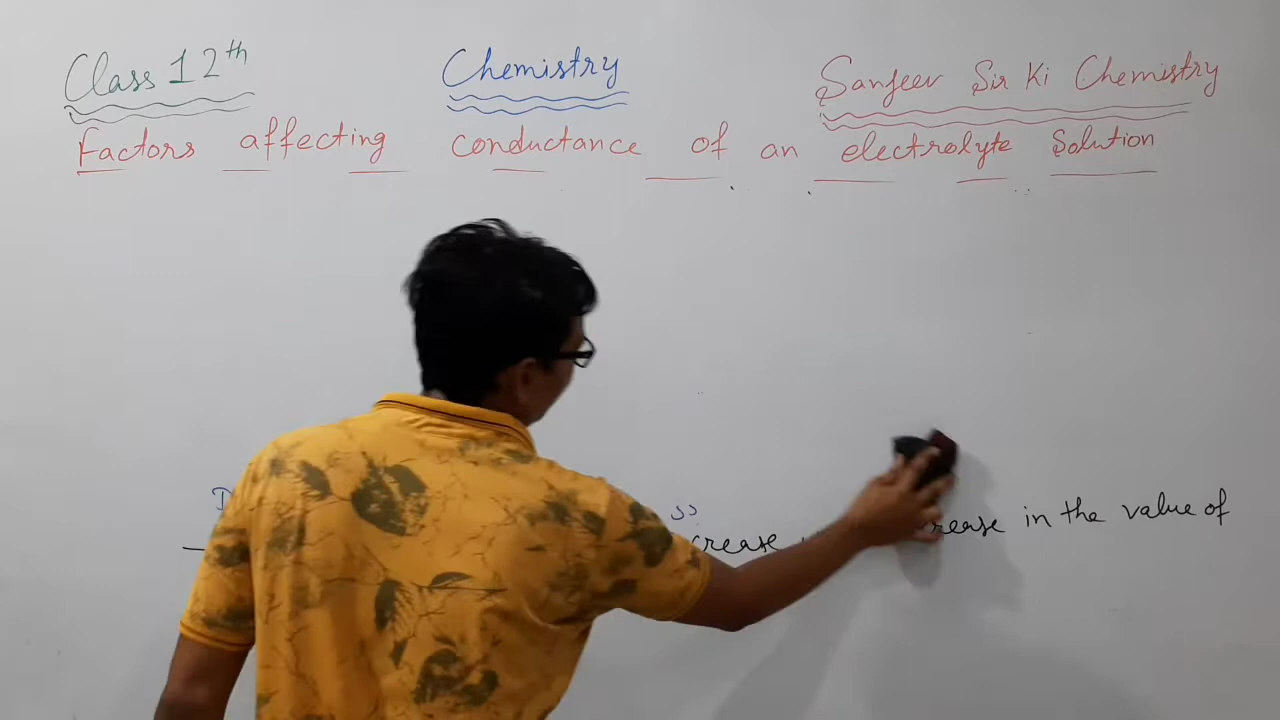 Class 12th Chemistry Sanjeev Sir Ki Chemistry
Factors affecting conductance of an electrolyte Solution
in the value of